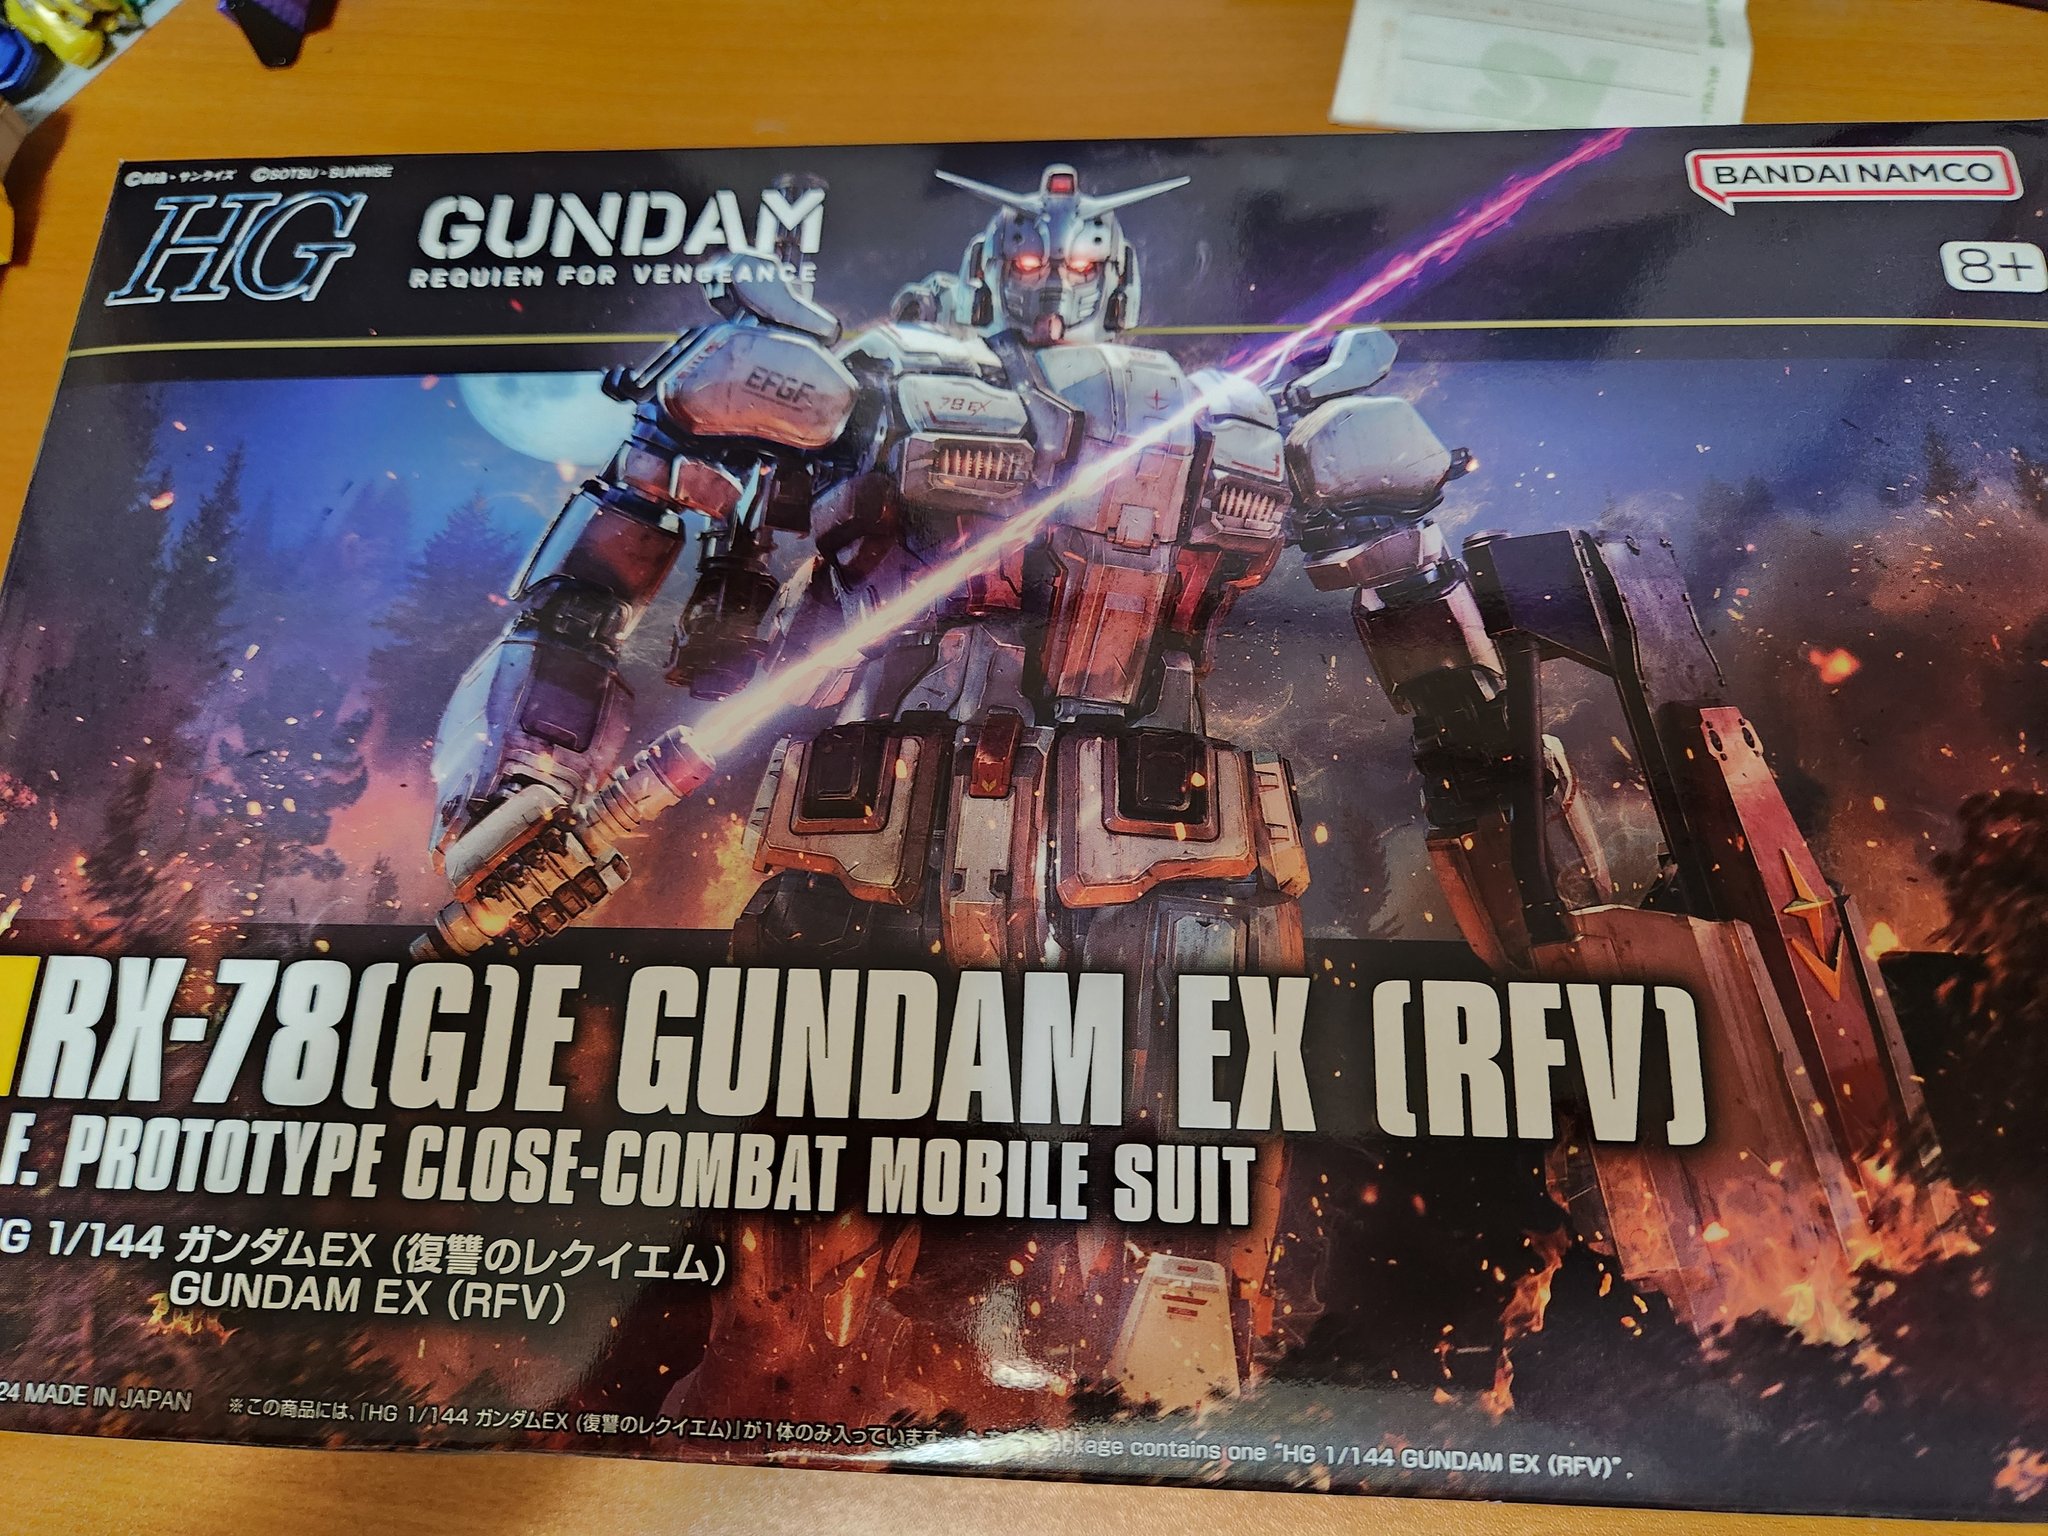 ©創通・サンライズ ©SOTSU・SUNRISE
HG
GUNDAM
REQUIEM FOR VENGEANCE
BANDAI NAMCO
8+
EFGF
78 EX
RX-78(G)E GUNDAM EX (RFV)
F. PROTOTYPE CLOSE-COMBAT MOBILE SUIT
HG 1/144 ガンダムEX (復讐のレクイエム)
GUNDAM EX (RFV)
24 MADE IN JAPAN
※この商品には、「HG 1/144 ガンダムEX (復讐のレクイエム)」が1体のみ入っています。 package contains one "HG 1/144 GUNDAM EX (RFV)".